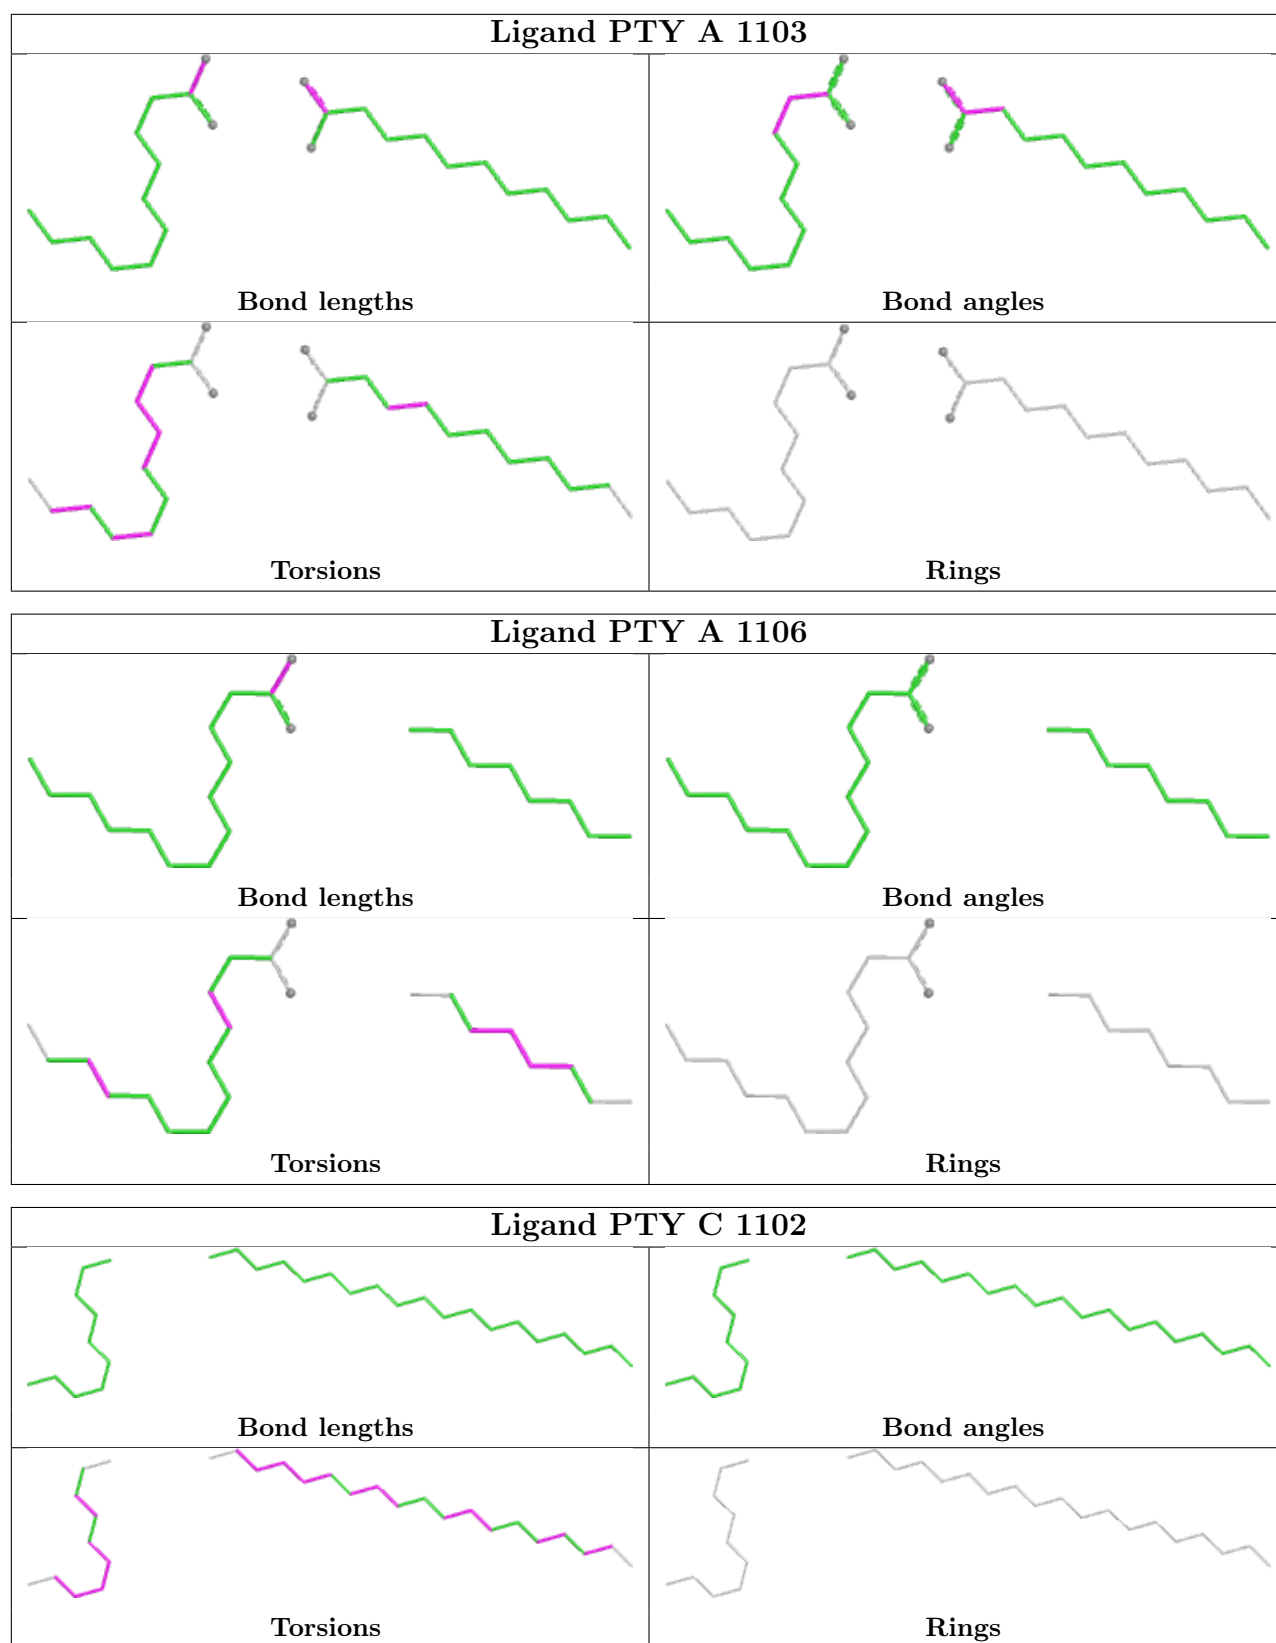 Ligand PTY A 1103
Bond lengths
Bond angles
Torsions
Rings
Ligand PTY A 1106
Bond lengths
Bond angles
Torsions
Rings
Ligand PTY C 1102
Bond lengths
Bond angles
Torsions
Rings